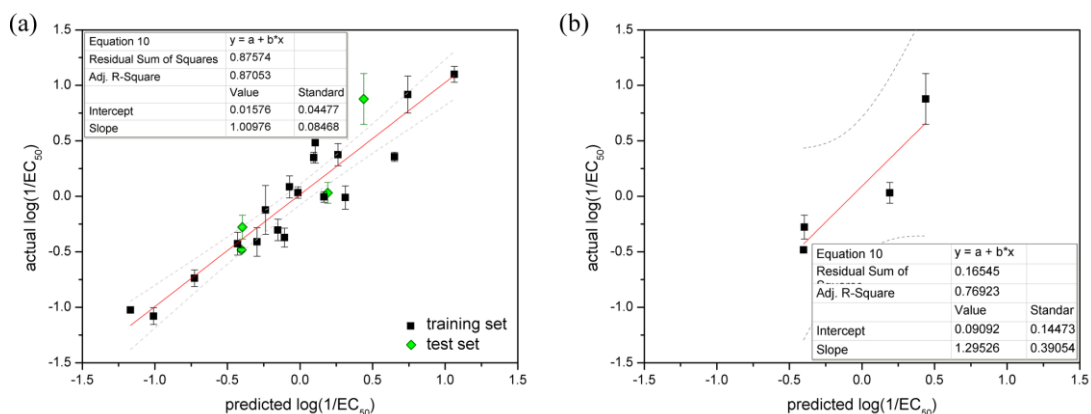 (a)
1.5
1.0
0.5
0.0
-0.5
-1.0
-1.5
actual log(1/EC50)
Equation 10 y = a + b*x
Residual Sum of Squares 0.87574
Adj. R-Square 0.87053
Value Standard
Intercept 0.01576 0.04477
Slope 1.00976 0.08468
training set
test set
-1.5 -1.0 -0.5 0.0 0.5 1.0 1.5
predicted log(1/EC50)
(b)
1.5
1.0
0.5
0.0
-0.5
-1.0
-1.5
actual log(1/EC50)
Equation 10 y = a + b*x
Residual Sum of 0.16545
Adj. R-Square 0.76923
Value Standar
Intercept 0.09092 0.14473
Slope 1.29526 0.39054
-1.5 -1.0 -0.5 0.0 0.5 1.0 1.5
predicted log(1/EC50)